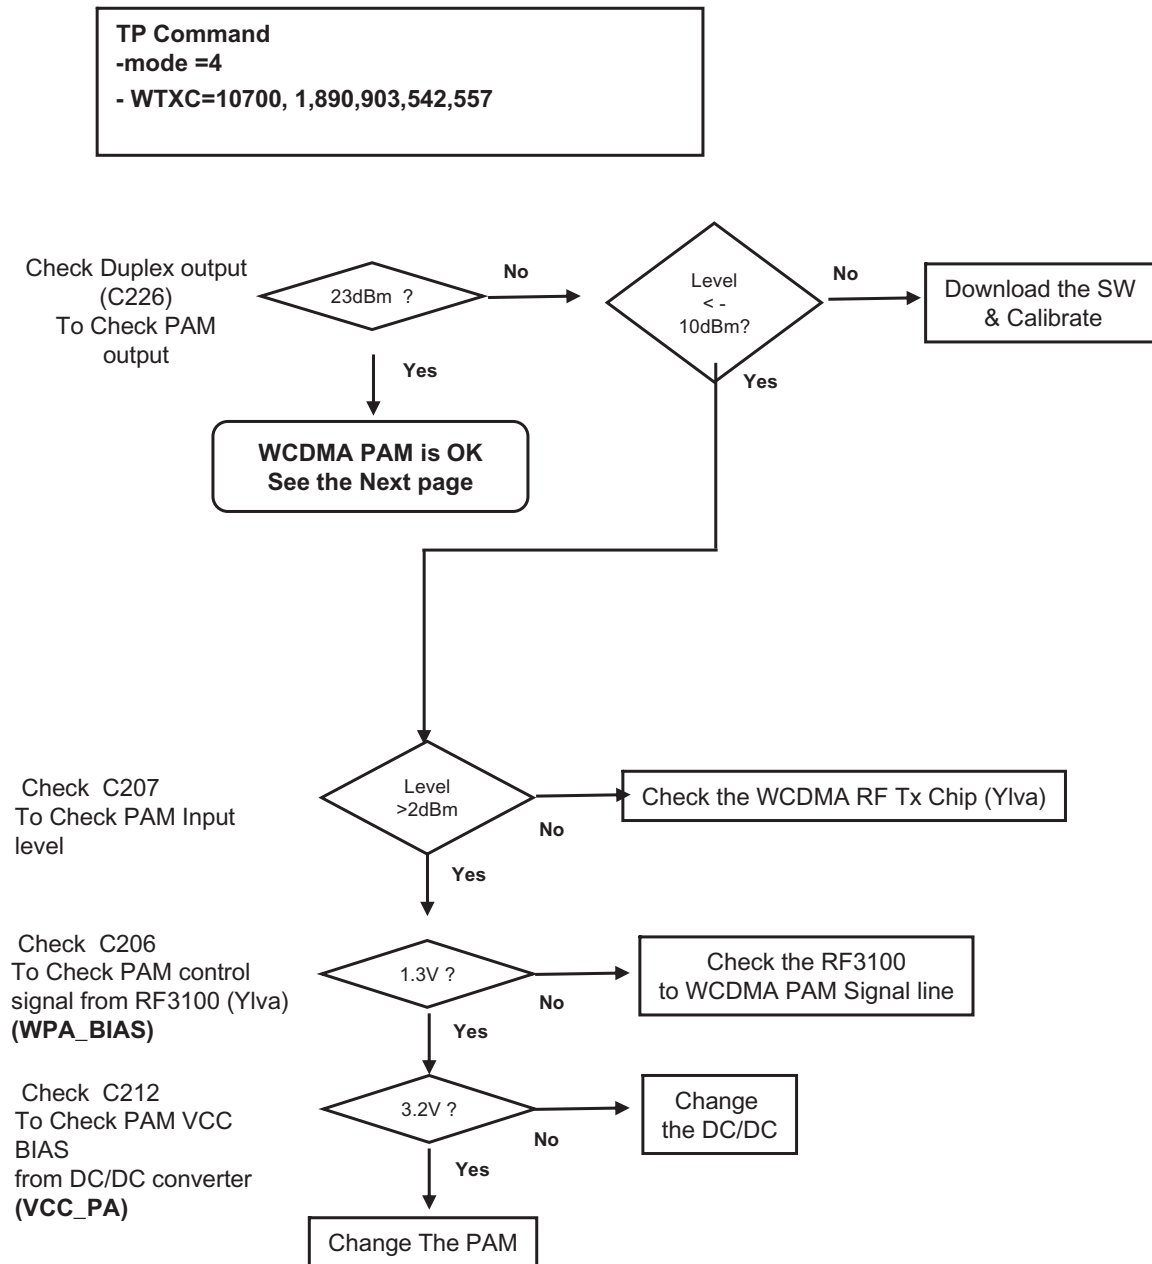 TP Command
-mode =4
- WTXC=10700, 1,890,903,542,557
Check Duplex output
(C226)
To Check PAM
output
23dBm ?
No
Yes
Level
< -
10dBm?
No
Yes
Download the SW
& Calibrate
WCDMA PAM is OK
See the Next page
Check C207
To Check PAM Input
level
Level
>2dBm
No
Yes
Check the WCDMA RF Tx Chip (Ylva)
Check C206
To Check PAM control
signal from RF3100 (Ylva)
(WPA_BIAS)
1.3V ?
No
Yes
Check the RF3100
to WCDMA PAM Signal line
Check C212
To Check PAM VCC
BIAS
from DC/DC converter
(VCC_PA)
3.2V ?
No
Yes
Change
the DC/DC
Change The PAM